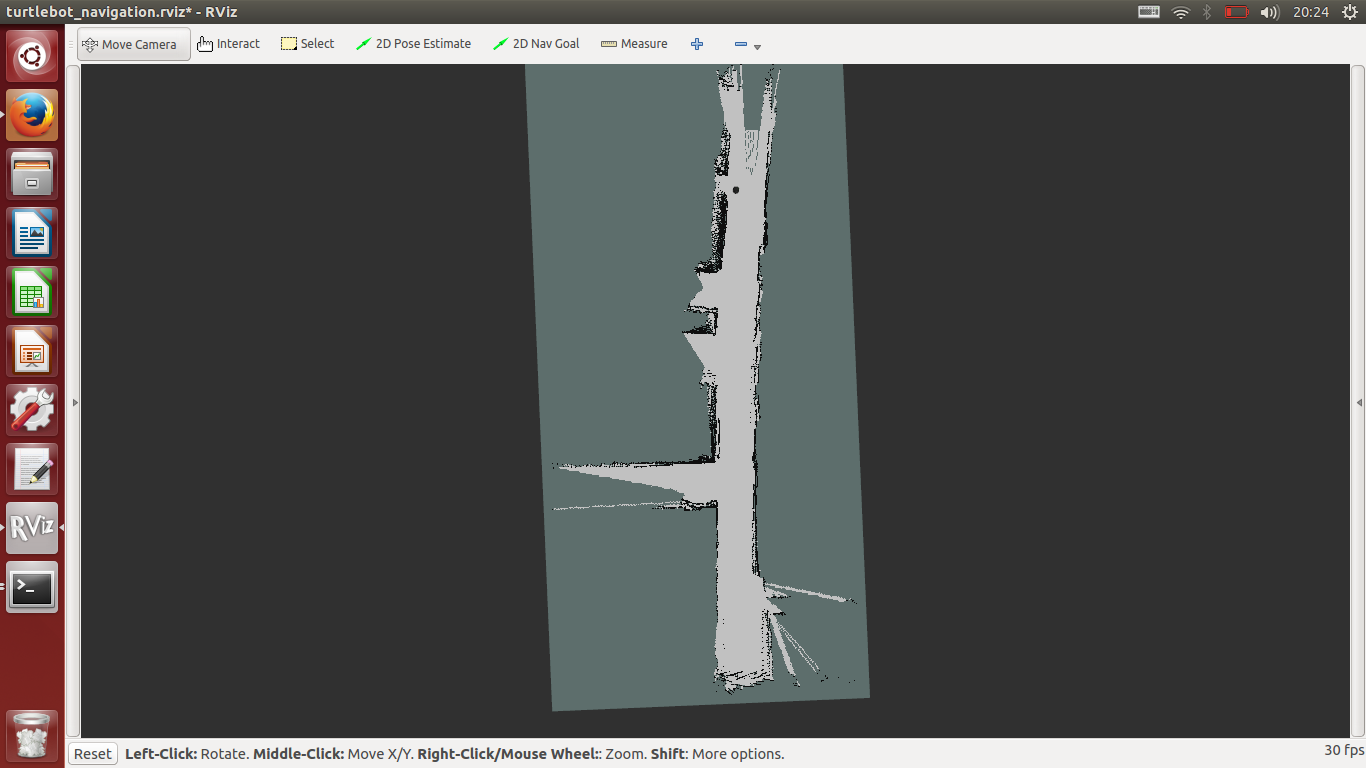 turtlebot_navigation.rviz* - RViz
20:24
Move Camera Interact Select 2D Pose Estimate 2D Nav Goal Measure
RViz
>_
Reset Left-Click: Rotate. Middle-Click: Move X/Y. Right-Click/Mouse Wheel:: Zoom. Shift: More options.
30 fps